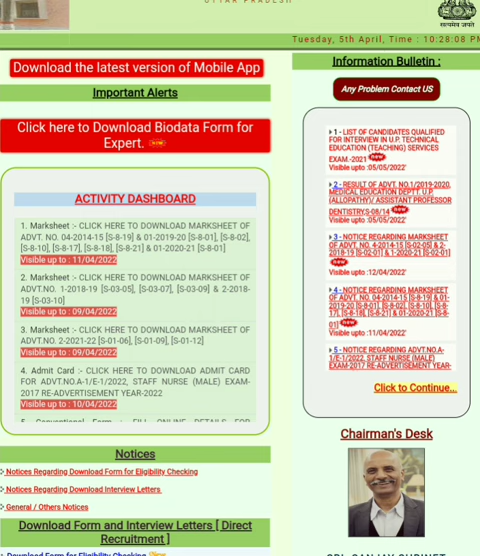 UTTAR PRADESH
सत्यमेव जयते
Tuesday, 5th April, Time : 10:28:08 PM
Download the latest version of Mobile App
Important Alerts
Click here to Download Biodata Form for
Expert.
ACTIVITY DASHBOARD
1. Marksheet :- CLICK HERE TO DOWNLOAD MARKSHEET OF
ADVT. NO. 04-2014-15 [S-8-19] & 01-2019-20 [S-8-01], [S-8-02],
[S-8-10], [S-8-17], [S-8-18], [S-8-21] & 01-2020-21 [S-8-01]
Visible up to : 11/04/2022
2. Marksheet :- CLICK HERE TO DOWNLOAD MARKSHEET OF
ADVT.NO. 1-2018-19 [S-03-05], [S-03-07], [S-03-09] & 2-2018-
19 [S-03-10]
Visible up to : 09/04/2022
3. Marksheet :- CLICK HERE TO DOWNLOAD MARKSHEET OF
ADVT.NO. 2-2021-22 [S-01-06], [S-01-09], [S-01-12]
Visible up to : 09/04/2022
4. Admit Card :- CLICK HERE TO DOWNLOAD ADMIT CARD
FOR ADVT.NO.A-1/E-1/2022, STAFF NURSE (MALE) EXAM-
2017 RE-ADVERTISEMENT YEAR-2022
Visible up to : 10/04/2022
5. Conventional Form :- FILL ONLINE DETAILS FOR
Notices
Notices Regarding Download Form for Eligibility Checking
Notices Regarding Download Interview Letters
General / Others Notices
Download Form and Interview Letters [ Direct
Recruitment ]
Download Form for Eligibility Checking
Information Bulletin :
Any Problem Contact US
1 - LIST OF CANDIDATES QUALIFIED
FOR INTERVIEW IN U.P. TECHNICAL
EDUCATION (TEACHING) SERVICES
EXAM.-2021 new
Visible upto :05/05/2022'
2 - RESULT OF ADVT. NO.1/2019-2020,
MEDICAL EDUCATION DEPTT. U.P.
(ALLOPATHY)/ ASSISTANT PROFESSOR
DENTISTRYS-08/14 new
Visible upto :05/05/2022'
3 - NOTICE REGARDING MARKSHEET
OF ADVT. NO. 4-2014-15 [S-02-05] & 2-
2018-19 [S-02-01] & 1-2020-21 [S-02-01]
new
Visible upto :12/04/2022'
4 - NOTICE REGARDING MARKSHEET
OF ADVT. NO. 04-2014-15 [S-8-19] & 01-
2019-20 [S-8-01], [S-8-02], [S-8-10], [S-8-
17], [S-8-18], [S-8-21] & 01-2020-21 [S-8-
01] new
Visible upto :11/04/2022'
5 - NOTICE REGARDING ADVT.NO.A-
1/E-1/2022, STAFF NURSE (MALE)
EXAM-2017 RE-ADVERTISEMENT YEAR-
Click to Continue...
Chairman's Desk